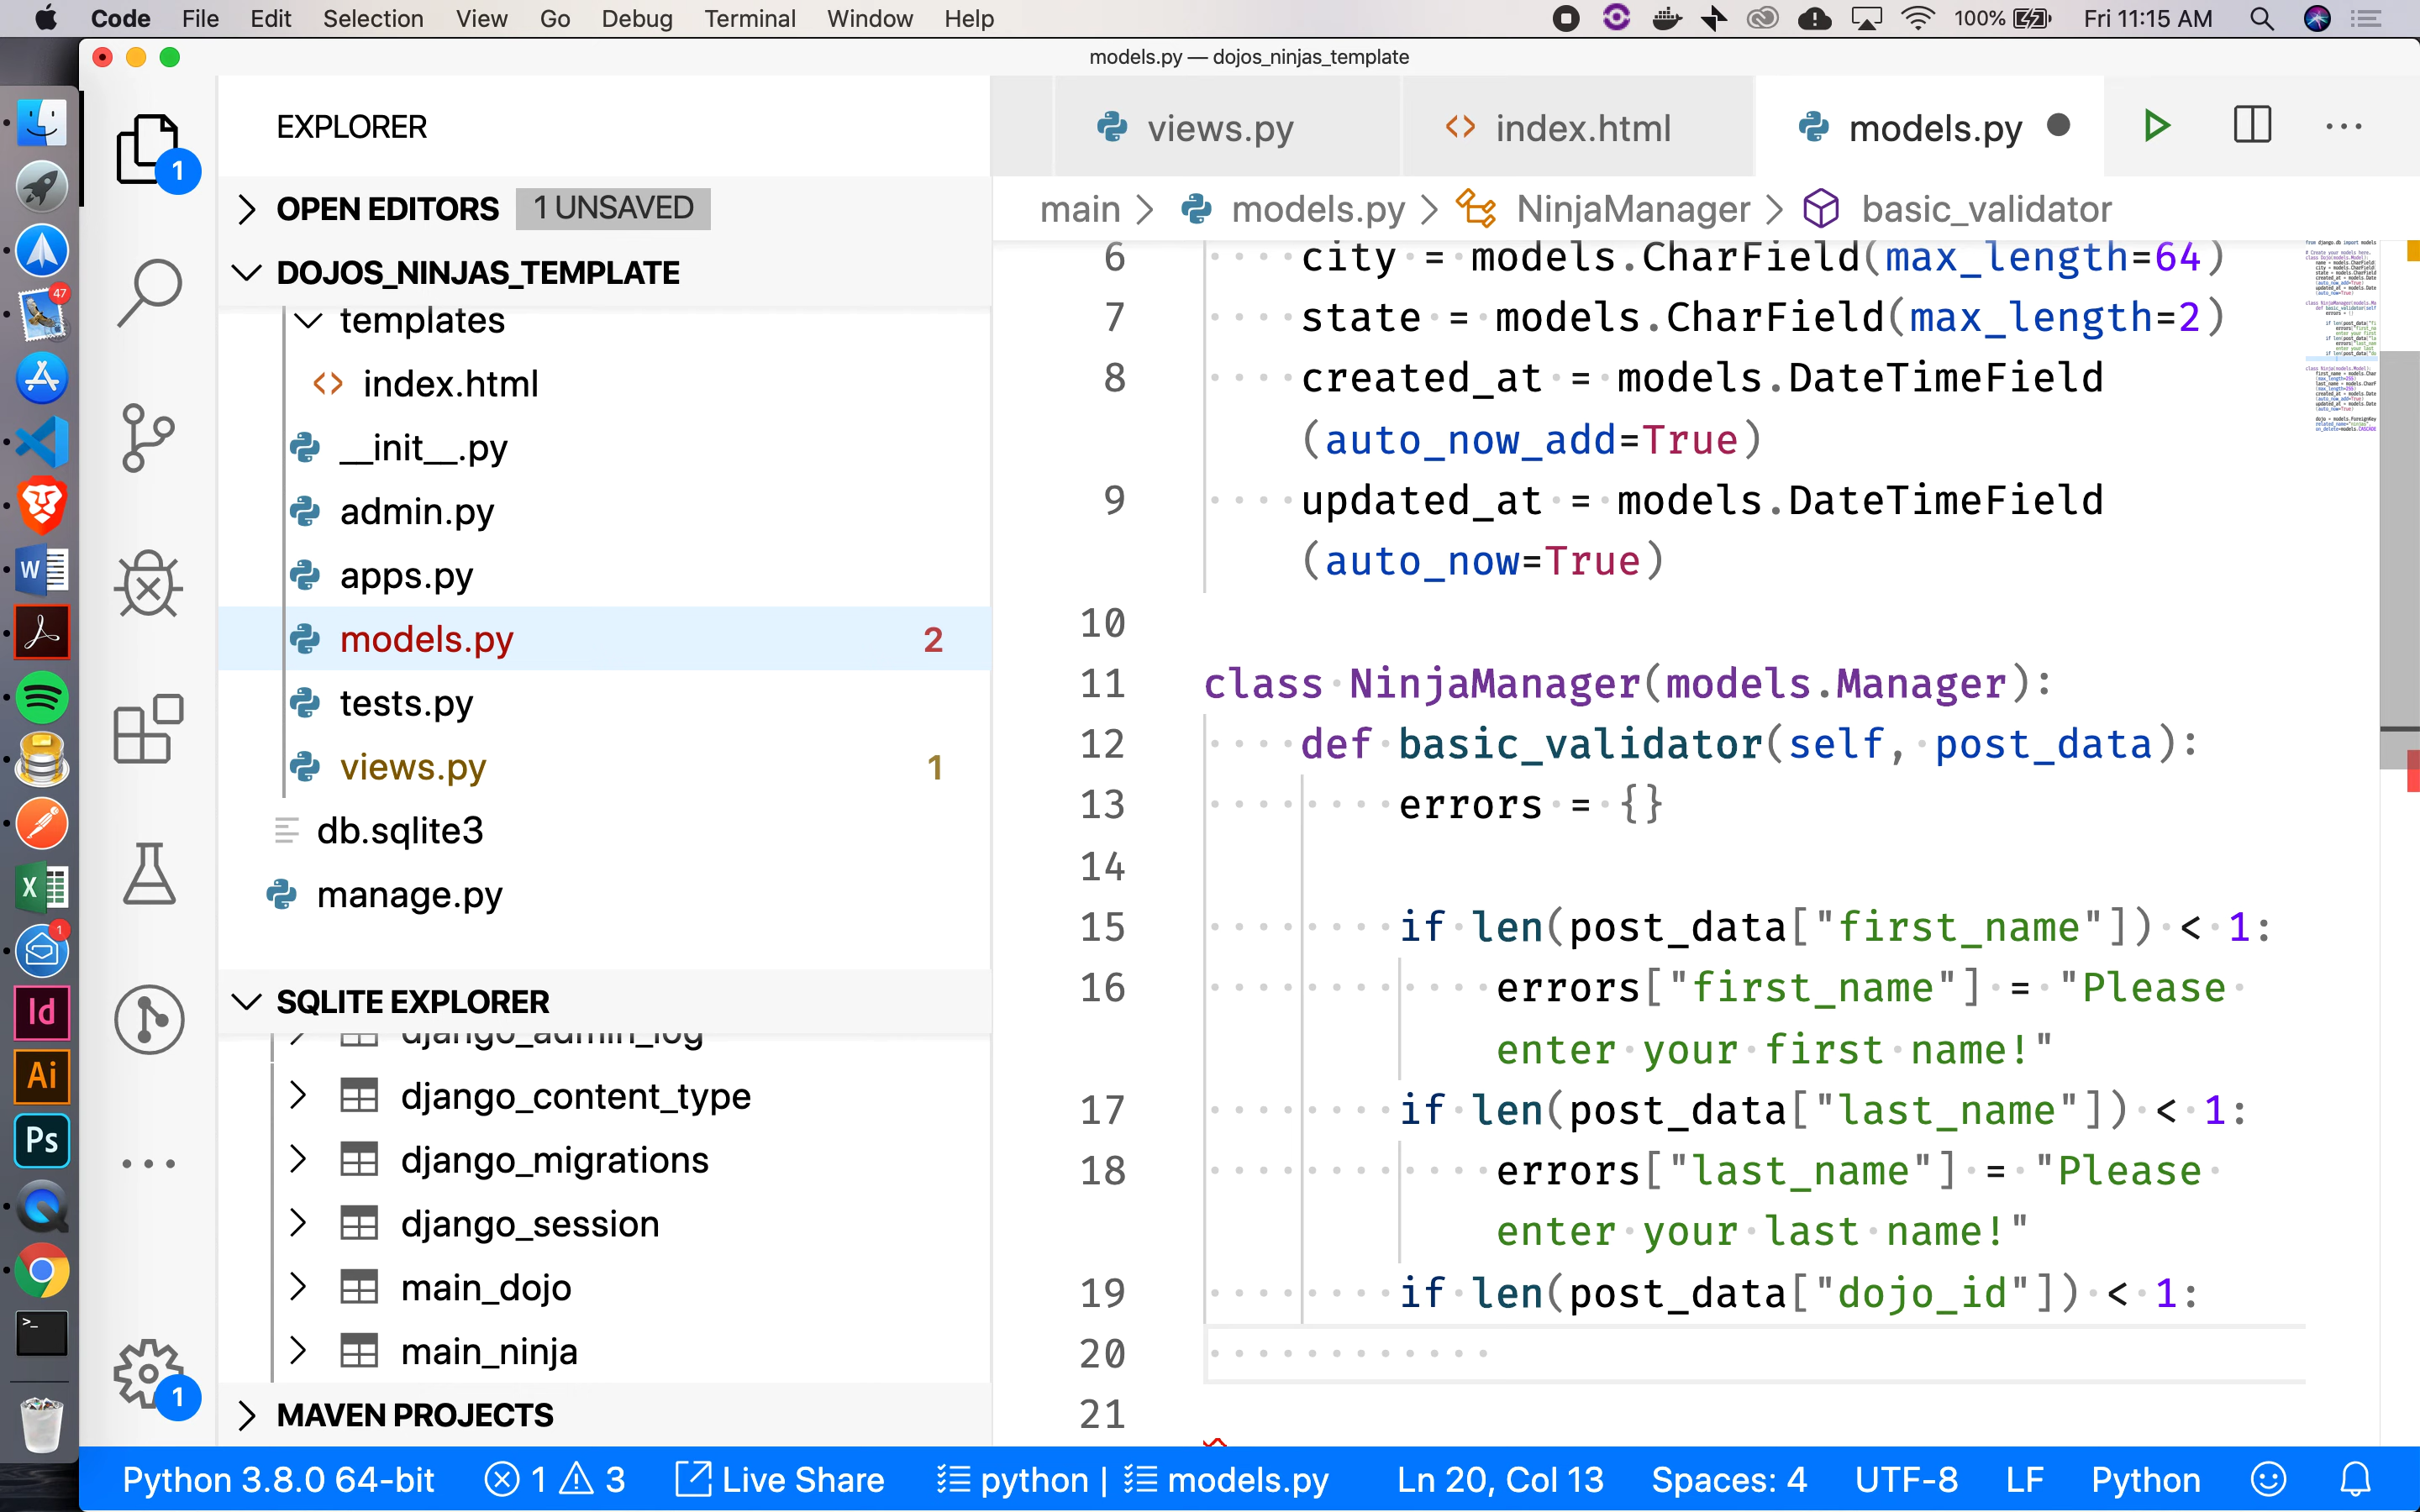 Code File Edit Selection View Go Debug Terminal Window Help 100% Fri 11:15 AM
models.py — dojos_ninjas_template
47
W
X
1
Id
Ai
Ps
>_
1
1
EXPLORER
OPEN EDITORS 1 UNSAVED
DOJOS_NINJAS_TEMPLATE
templates
index.html
__init__.py
admin.py
apps.py
models.py 2
tests.py
views.py 1
db.sqlite3
manage.py
SQLITE EXPLORER
django_admin_log
django_content_type
django_migrations
django_session
main_dojo
main_ninja
MAVEN PROJECTS
views.py index.html models.py
main > models.py > NinjaManager > basic_validator
6 city = models.CharField(max_length=64)
7 state = models.CharField(max_length=2)
8 created_at = models.DateTimeField
(auto_now_add=True)
9 updated_at = models.DateTimeField
(auto_now=True)
10
11 class NinjaManager(models.Manager):
12 def basic_validator(self, post_data):
13 errors = {}
14
15 if len(post_data["first_name"]) < 1:
16 errors["first_name"] = "Please
enter your first name!"
17 if len(post_data["last_name"]) < 1:
18 errors["last_name"] = "Please
enter your last name!"
19 if len(post_data["dojo_id"]) < 1:
20
21
Python 3.8.0 64-bit 1 3 Live Share python | models.py Ln 20, Col 13 Spaces: 4 UTF-8 LF Python